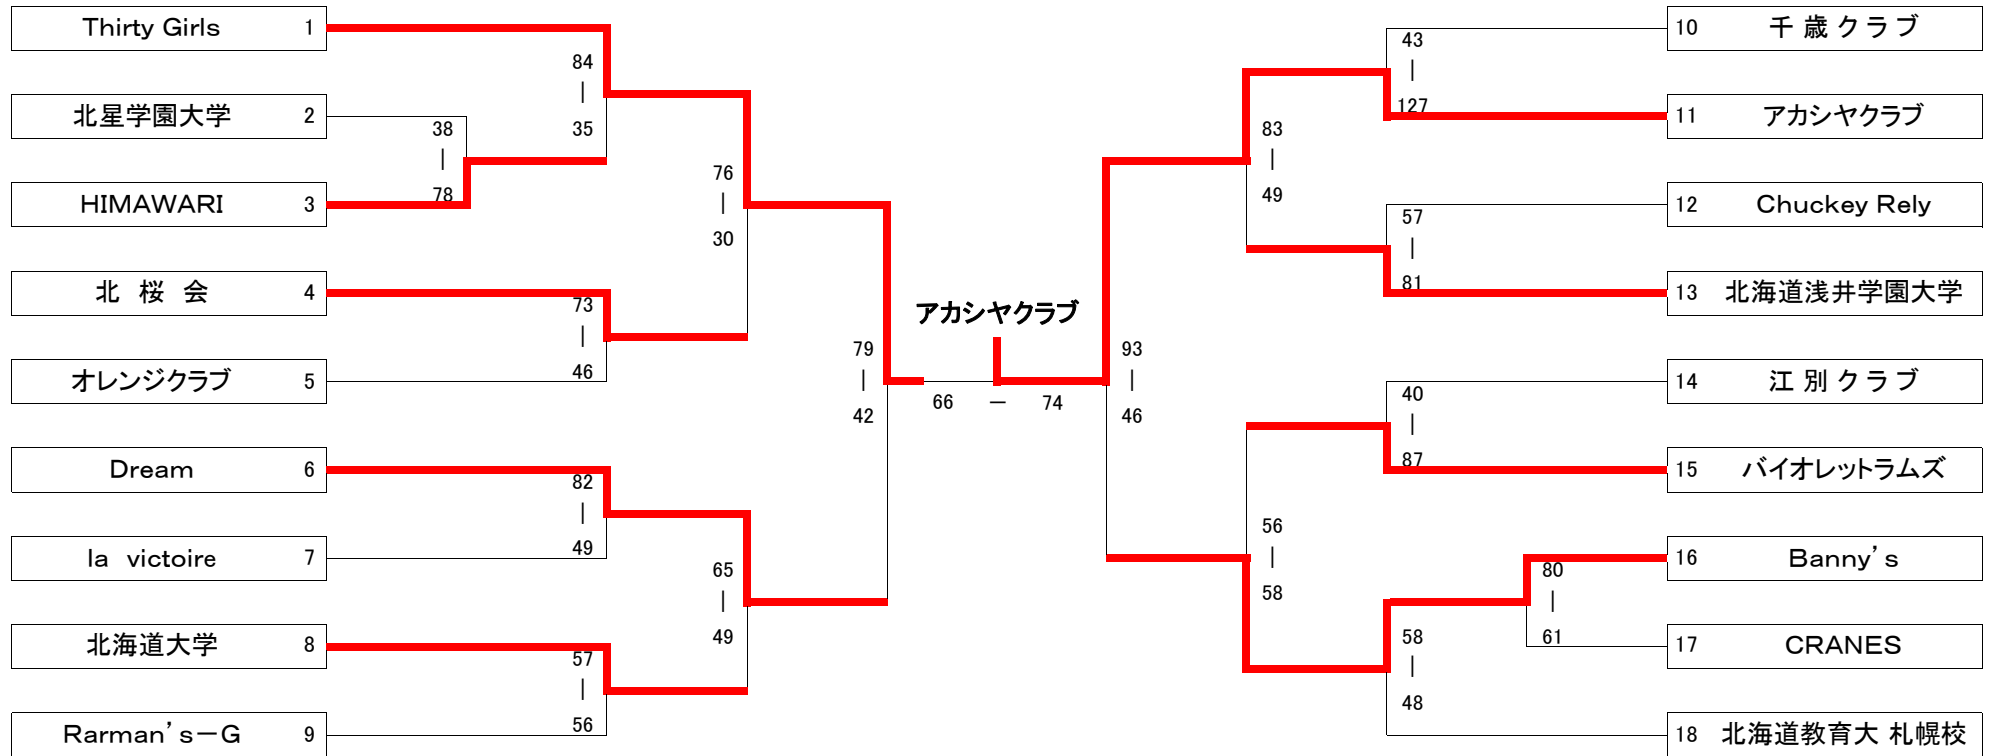 Thirty Girls 1
84
|
35
北星学園大学 2
38
|
78
HIMAWARI 3
76
|
30
北 桜 会 4
73
|
46
オレンジクラブ 5
79
|
42
Dream 6
82
|
49
la victoire 7
65
|
49
北海道大学 8
57
|
56
Rarman's－G 9
アカシヤクラブ
66 － 74
10 千 歳 ク ラ ブ
43
|
127
11 アカシヤクラブ
83
|
49
12 Chuckey Rely
57
|
81
13 北海道浅井学園大学
93
|
46
14 江 別 ク ラ ブ
40
|
87
15 バイオレットラムズ
56
|
58
16 Banny's
80
|
61
17 CRANES
58
|
48
18 北海道教育大 札幌校